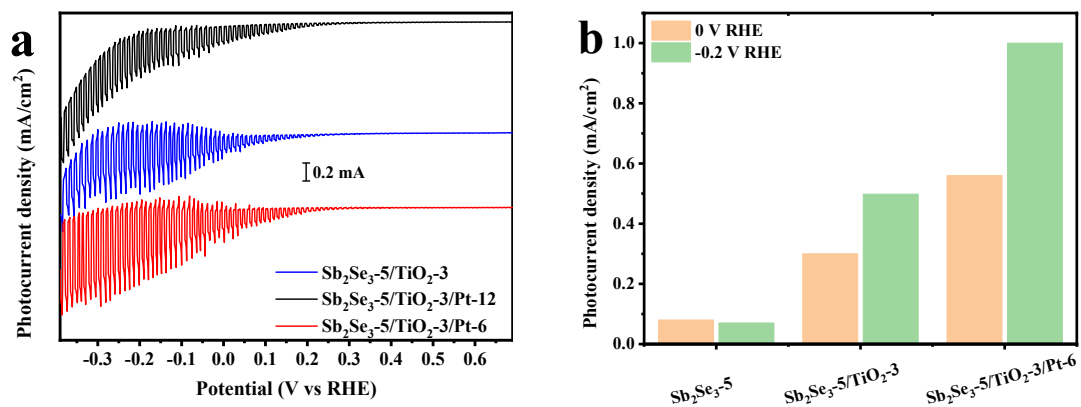 a
Photocurrent density (mA/cm²)
0.2 mA
Sb₂Se₃-5/TiO₂-3
Sb₂Se₃-5/TiO₂-3/Pt-12
Sb₂Se₃-5/TiO₂-3/Pt-6
-0.3 -0.2 -0.1 0.0 0.1 0.2 0.3 0.4 0.5 0.6
Potential (V vs RHE)
b
Photocurrent density (mA/cm²)
0 V RHE
-0.2 V RHE
1.0
0.8
0.6
0.4
0.2
0.0
Sb₂Se₃-5
Sb₂Se₃-5/TiO₂-3
Sb₂Se₃-5/TiO₂-3/Pt-6